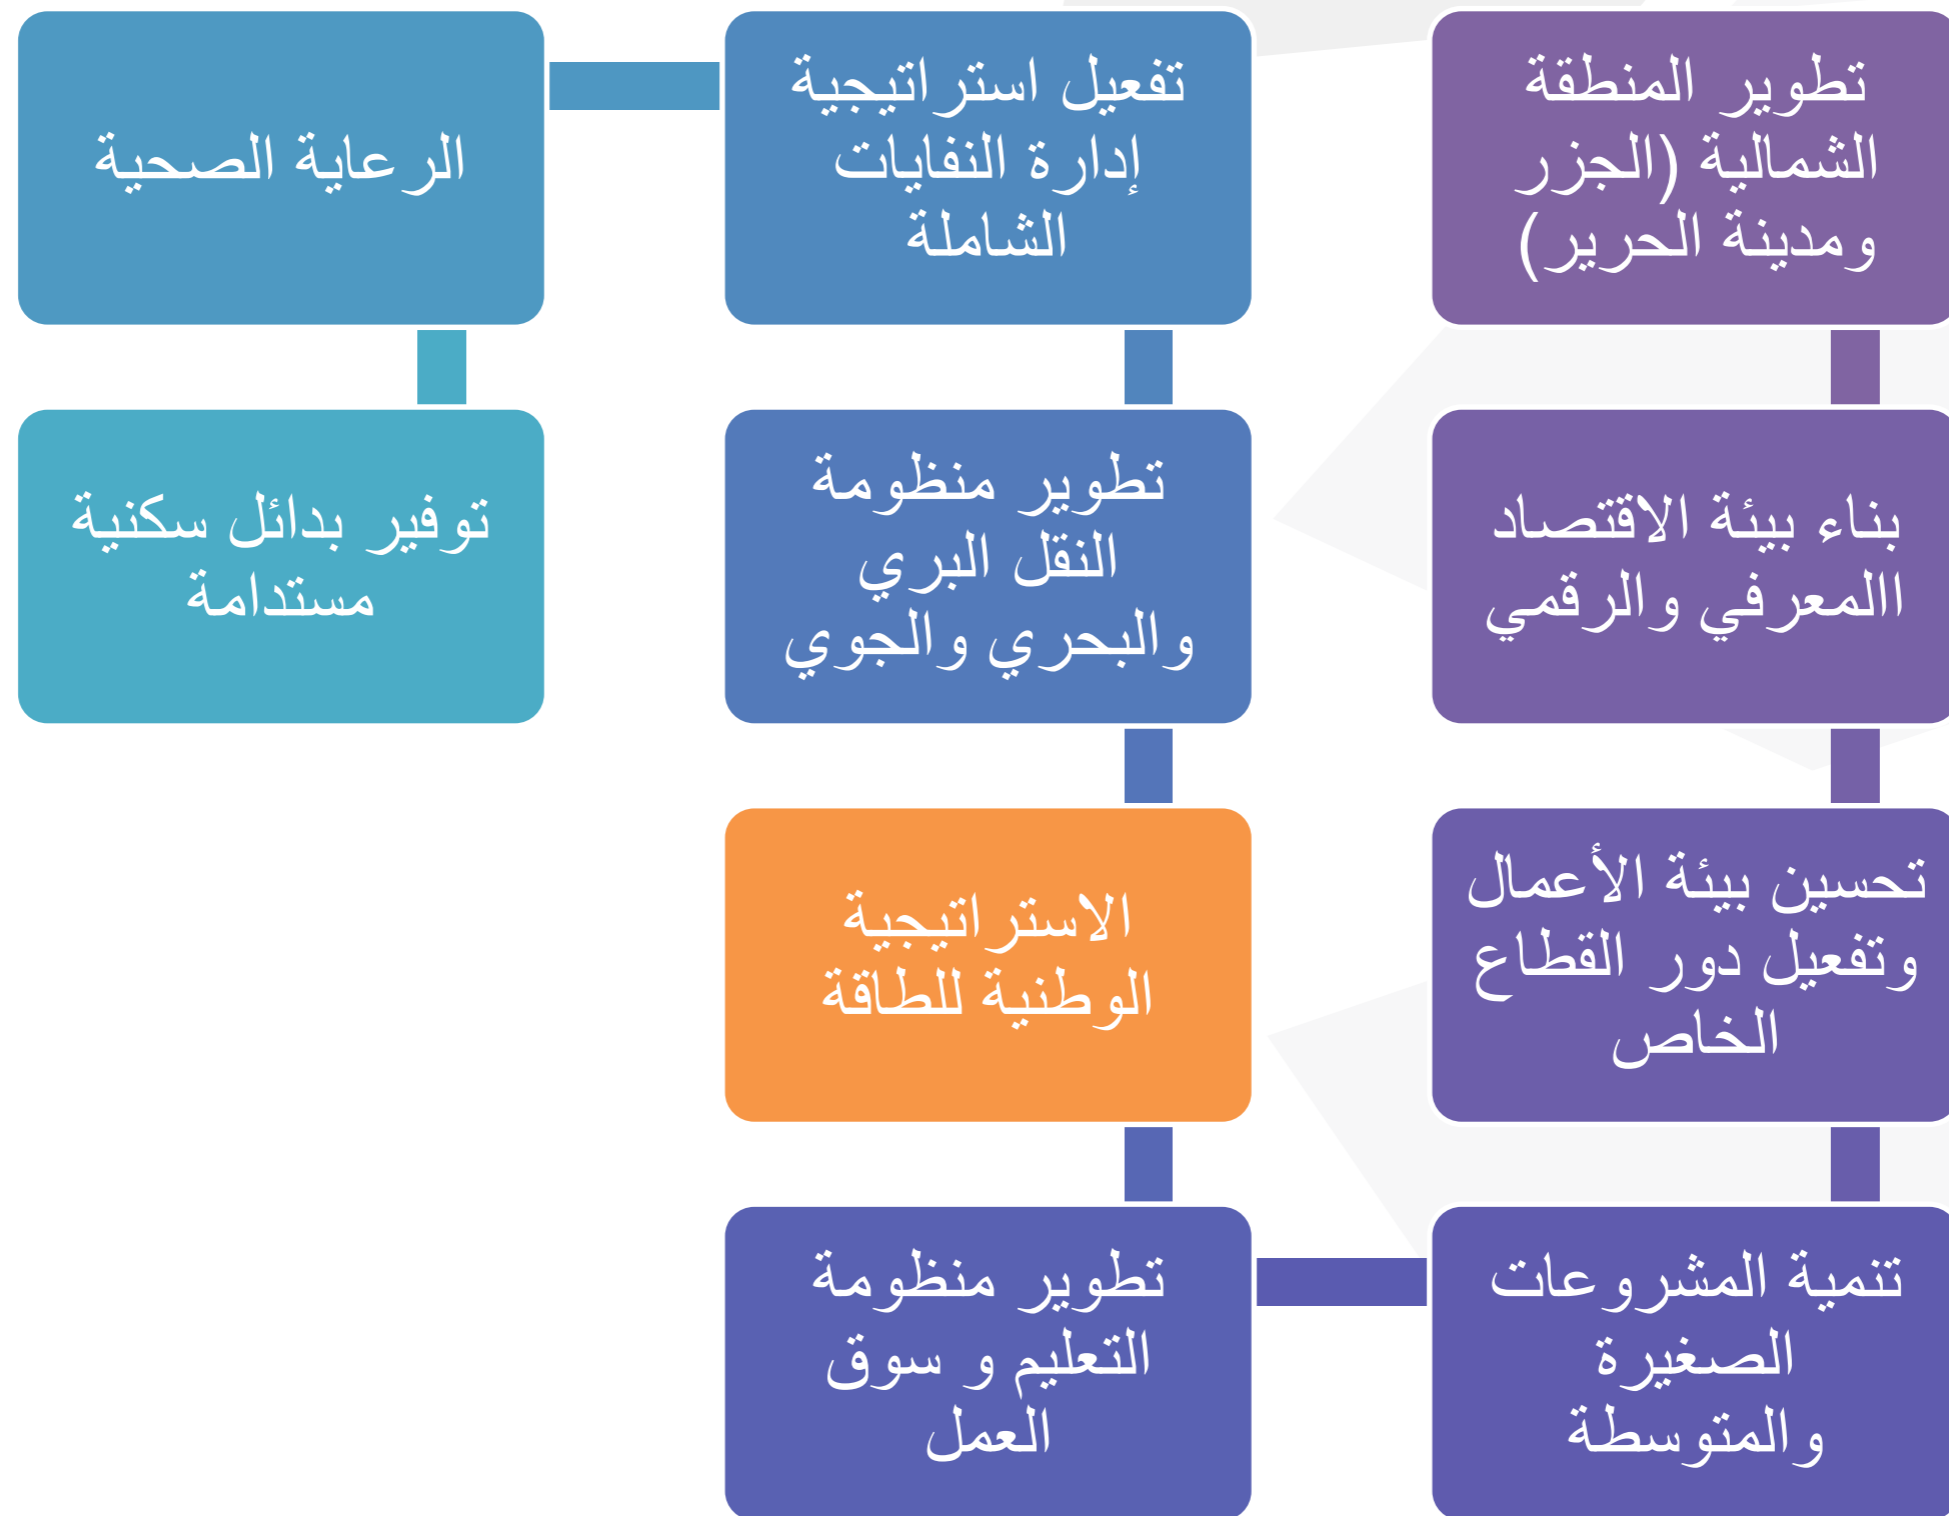 تطوير المنطقة
الشمالية (الجزر
ومدينة الحرير)
بناء بيئة الاقتصاد
االمعرفي والرقمي
تحسين بيئة الأعمال
وتفعيل دور القطاع
الخاص
تنمية المشروعات
الصغيرة
والمتوسطة
تطوير منظومة
التعليم و سوق
العمل
الاستراتيجية
الوطنية للطاقة
تطوير منظومة
النقل البري
والبحري والجوي
تفعيل استراتيجية
إدارة النفايات
الشاملة
الرعاية الصحية
توفير بدائل سكنية
مستدامة